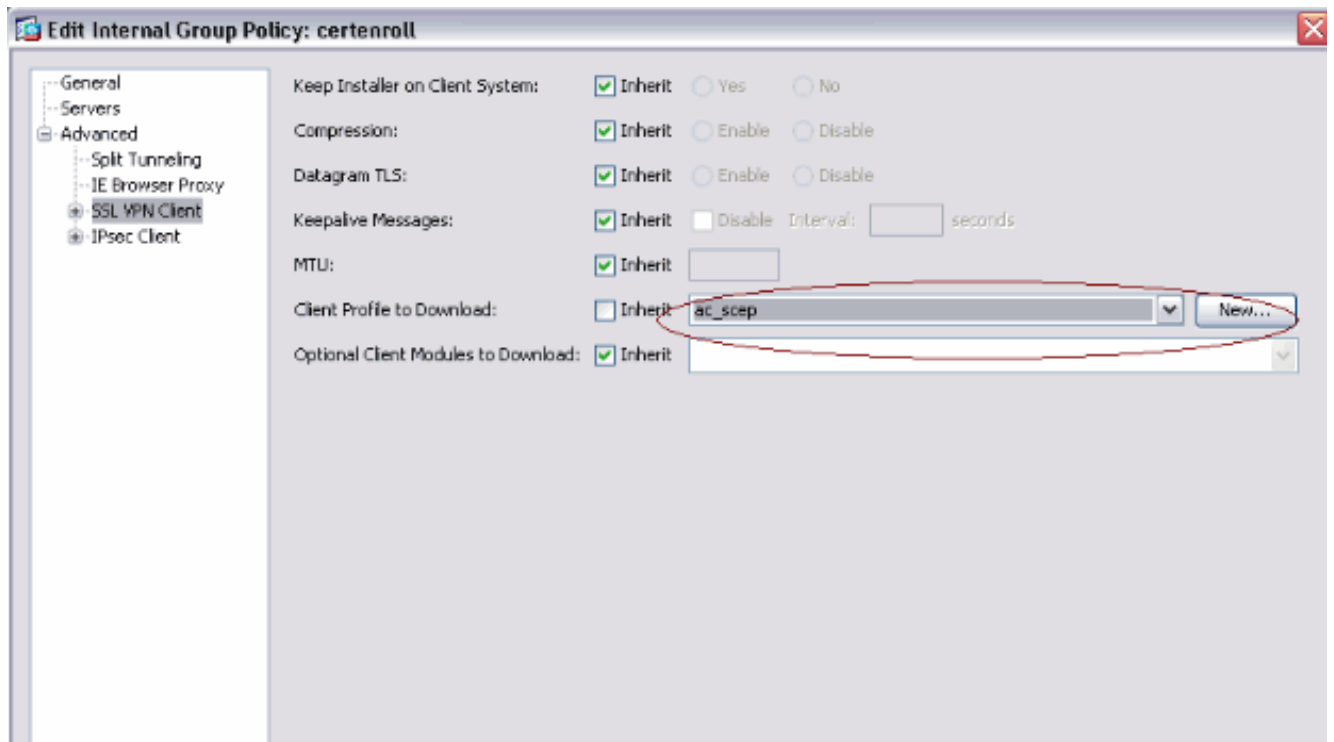 Edit Internal Group Policy: certenroll
General
Servers
Advanced
Split Tunneling
IE Browser Proxy
SSL VPN Client
IPsec Client
Keep Installer on Client System: Inherit Yes No
Compression: Inherit Enable Disable
Datagram TLS: Inherit Enable Disable
Keepalive Messages: Inherit Disable Interval: seconds
MTU: Inherit
Client Profile to Download: Inherit ac_scep New...
Optional Client Modules to Download: Inherit